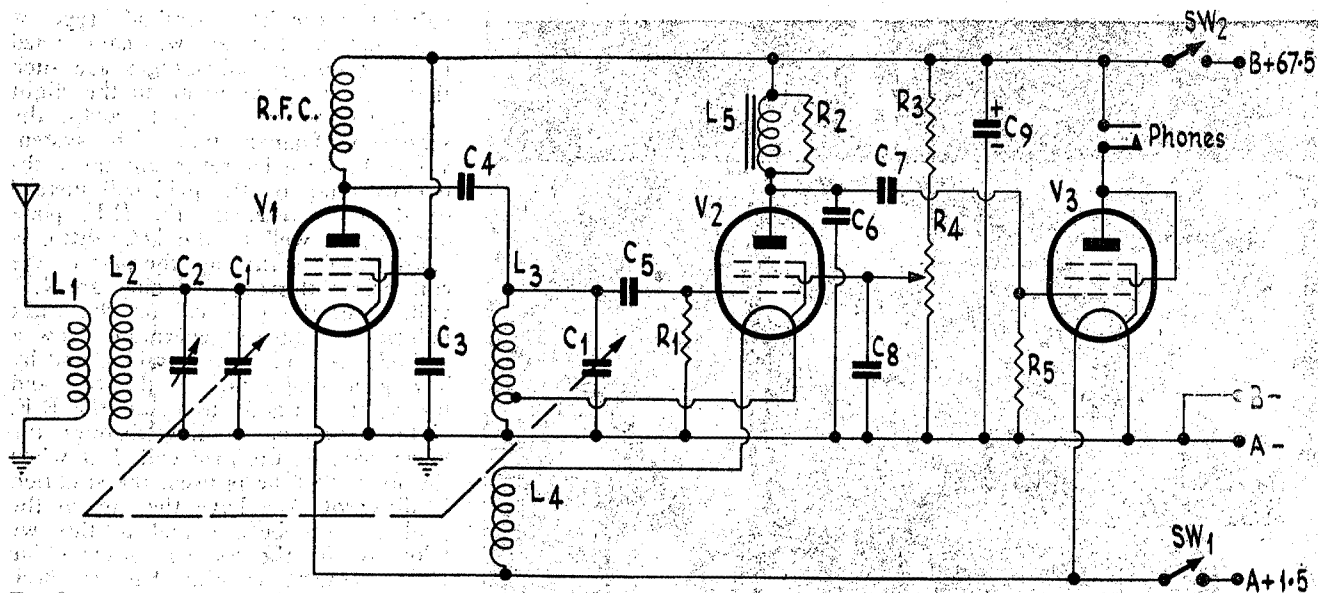 SW2
B+67.5
R.F.C.
L5
R2
R3
C9
+
-
Phones
C4
C7
V1
V2
C6
R4
V3
L1
L2
C2
C1
L3
C5
C3
C1
R1
C8
R5
B-
A-
L4
SW1
A+1.5